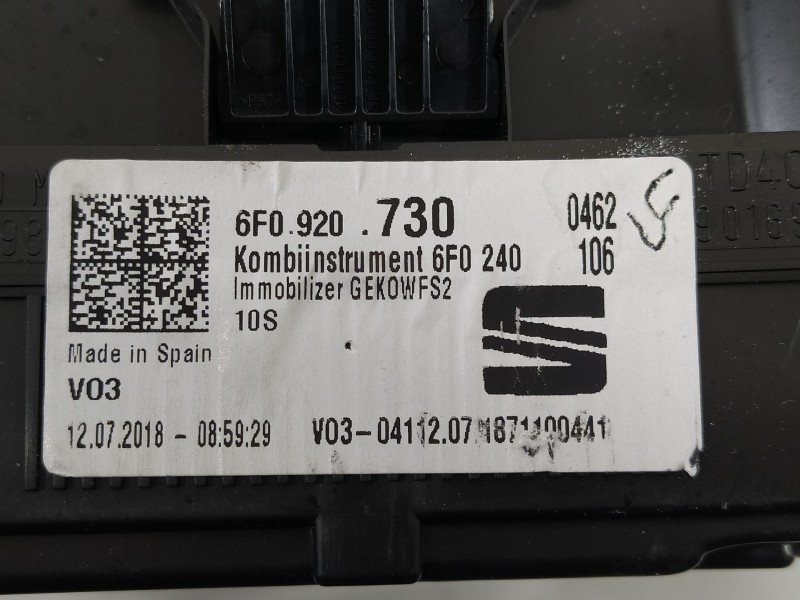 6F0.920 .730 0462
Kombiinstrument 6F0 240 106
Immobilizer GEKOWFS2
10S
Made in Spain
V03
12.07.2018 - 08:59:29 V03-04112.07